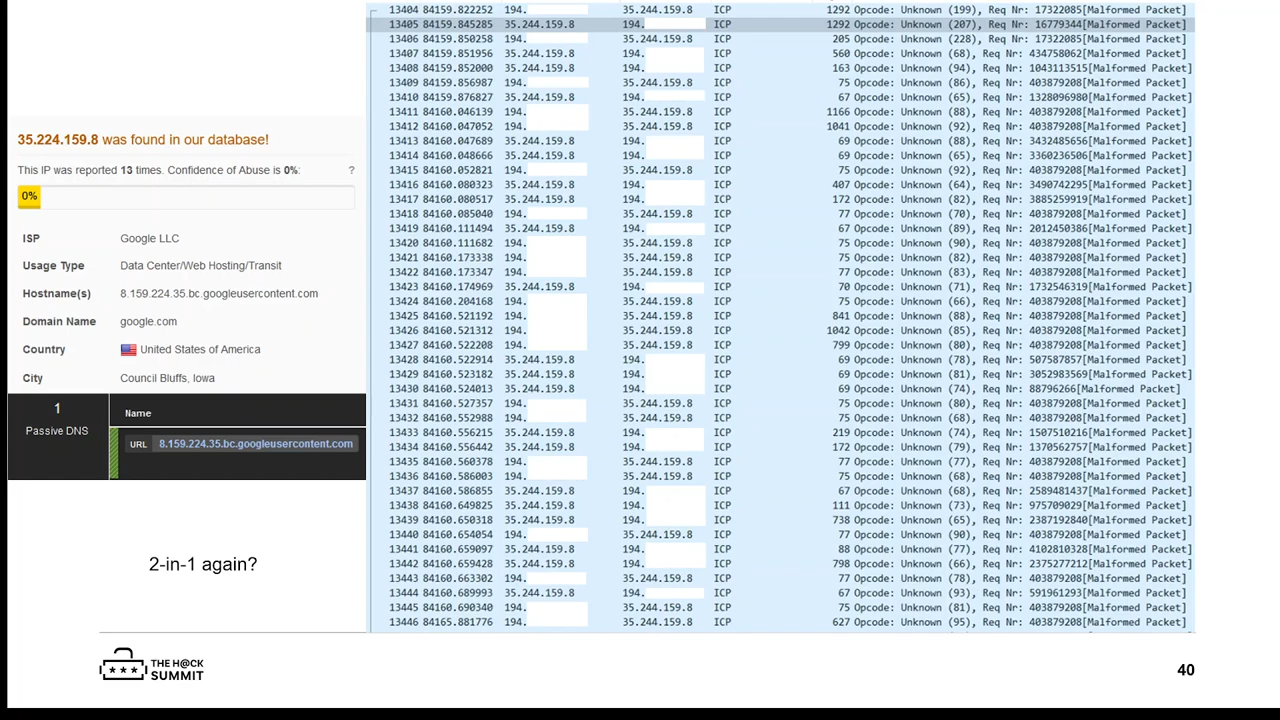 13404 84159.822252 194. 35.244.159.8 ICP 1292 Opcode: Unknown (199), Req Nr: 17322085[Malformed Packet]
13405 84159.845285 35.244.159.8 194. ICP 1292 Opcode: Unknown (207), Req Nr: 16779344[Malformed Packet]
13406 84159.850258 194. 35.244.159.8 ICP 205 Opcode: Unknown (228), Req Nr: 17322085[Malformed Packet]
13407 84159.851956 35.244.159.8 194. ICP 560 Opcode: Unknown (68), Req Nr: 434758062[Malformed Packet]
13408 84159.852000 35.244.159.8 194. ICP 163 Opcode: Unknown (94), Req Nr: 1043113515[Malformed Packet]
13409 84159.856987 194. 35.244.159.8 ICP 75 Opcode: Unknown (86), Req Nr: 403879208[Malformed Packet]
13410 84159.876827 35.244.159.8 194. ICP 67 Opcode: Unknown (65), Req Nr: 1328096980[Malformed Packet]
13411 84160.046139 194. 35.244.159.8 ICP 1166 Opcode: Unknown (88), Req Nr: 403879208[Malformed Packet]
13412 84160.047052 194. 35.244.159.8 ICP 1041 Opcode: Unknown (92), Req Nr: 403879208[Malformed Packet]
13413 84160.047689 35.244.159.8 194. ICP 69 Opcode: Unknown (88), Req Nr: 3432485656[Malformed Packet]
13414 84160.048666 35.244.159.8 194. ICP 69 Opcode: Unknown (65), Req Nr: 3360236506[Malformed Packet]
13415 84160.052821 194. 35.244.159.8 ICP 75 Opcode: Unknown (92), Req Nr: 403879208[Malformed Packet]
13416 84160.080323 35.244.159.8 194. ICP 407 Opcode: Unknown (64), Req Nr: 3490742295[Malformed Packet]
13417 84160.080517 35.244.159.8 194. ICP 172 Opcode: Unknown (82), Req Nr: 3885259919[Malformed Packet]
13418 84160.085040 194. 35.244.159.8 ICP 77 Opcode: Unknown (70), Req Nr: 403879208[Malformed Packet]
13419 84160.111494 35.244.159.8 194. ICP 67 Opcode: Unknown (89), Req Nr: 2012450386[Malformed Packet]
13420 84160.111682 194. 35.244.159.8 ICP 75 Opcode: Unknown (90), Req Nr: 403879208[Malformed Packet]
13421 84160.173338 194. 35.244.159.8 ICP 75 Opcode: Unknown (82), Req Nr: 403879208[Malformed Packet]
13422 84160.173347 194. 35.244.159.8 ICP 77 Opcode: Unknown (83), Req Nr: 403879208[Malformed Packet]
13423 84160.174969 35.244.159.8 194. ICP 70 Opcode: Unknown (71), Req Nr: 1732546319[Malformed Packet]
13424 84160.204168 194. 35.244.159.8 ICP 75 Opcode: Unknown (66), Req Nr: 403879208[Malformed Packet]
13425 84160.521192 194. 35.244.159.8 ICP 841 Opcode: Unknown (88), Req Nr: 403879208[Malformed Packet]
13426 84160.521312 194. 35.244.159.8 ICP 1042 Opcode: Unknown (85), Req Nr: 403879208[Malformed Packet]
13427 84160.522208 194. 35.244.159.8 ICP 799 Opcode: Unknown (80), Req Nr: 403879208[Malformed Packet]
13428 84160.522914 35.244.159.8 194. ICP 69 Opcode: Unknown (78), Req Nr: 507587857[Malformed Packet]
13429 84160.523182 35.244.159.8 194. ICP 69 Opcode: Unknown (81), Req Nr: 3052983569[Malformed Packet]
13430 84160.524013 35.244.159.8 194. ICP 69 Opcode: Unknown (74), Req Nr: 88796266[Malformed Packet]
13431 84160.527357 194. 35.244.159.8 ICP 75 Opcode: Unknown (80), Req Nr: 403879208[Malformed Packet]
13432 84160.552988 194. 35.244.159.8 ICP 75 Opcode: Unknown (68), Req Nr: 403879208[Malformed Packet]
13433 84160.556215 35.244.159.8 194. ICP 219 Opcode: Unknown (74), Req Nr: 1507510216[Malformed Packet]
13434 84160.556442 35.244.159.8 194. ICP 172 Opcode: Unknown (79), Req Nr: 1370562757[Malformed Packet]
13435 84160.560378 194. 35.244.159.8 ICP 77 Opcode: Unknown (77), Req Nr: 403879208[Malformed Packet]
13436 84160.586003 194. 35.244.159.8 ICP 75 Opcode: Unknown (68), Req Nr: 403879208[Malformed Packet]
13437 84160.586855 35.244.159.8 194. ICP 67 Opcode: Unknown (68), Req Nr: 2589481437[Malformed Packet]
13438 84160.649825 35.244.159.8 194. ICP 111 Opcode: Unknown (73), Req Nr: 975709029[Malformed Packet]
13439 84160.650318 35.244.159.8 194. ICP 738 Opcode: Unknown (65), Req Nr: 2387192840[Malformed Packet]
13440 84160.654054 194. 35.244.159.8 ICP 77 Opcode: Unknown (90), Req Nr: 403879208[Malformed Packet]
13441 84160.659097 35.244.159.8 194. ICP 88 Opcode: Unknown (77), Req Nr: 4102810328[Malformed Packet]
13442 84160.659428 35.244.159.8 194. ICP 798 Opcode: Unknown (66), Req Nr: 2375277212[Malformed Packet]
13443 84160.663302 194. 35.244.159.8 ICP 77 Opcode: Unknown (78), Req Nr: 403879208[Malformed Packet]
13444 84160.689993 35.244.159.8 194. ICP 67 Opcode: Unknown (93), Req Nr: 591961293[Malformed Packet]
13445 84160.690340 194. 35.244.159.8 ICP 75 Opcode: Unknown (81), Req Nr: 403879208[Malformed Packet]
13446 84165.881776 194. 35.244.159.8 ICP 627 Opcode: Unknown (95), Req Nr: 403879208[Malformed Packet]
35.224.159.8 was found in our database!
This IP was reported 13 times. Confidence of Abuse is 0%: ?
0%
ISP Google LLC
Usage Type Data Center/Web Hosting/Transit
Hostname(s) 8.159.224.35.bc.googleusercontent.com
Domain Name google.com
Country United States of America
City Council Bluffs, Iowa
1
Passive DNS
Name
URL 8.159.224.35.bc.googleusercontent.com
2-in-1 again?
THE H@CK
SUMMIT
40